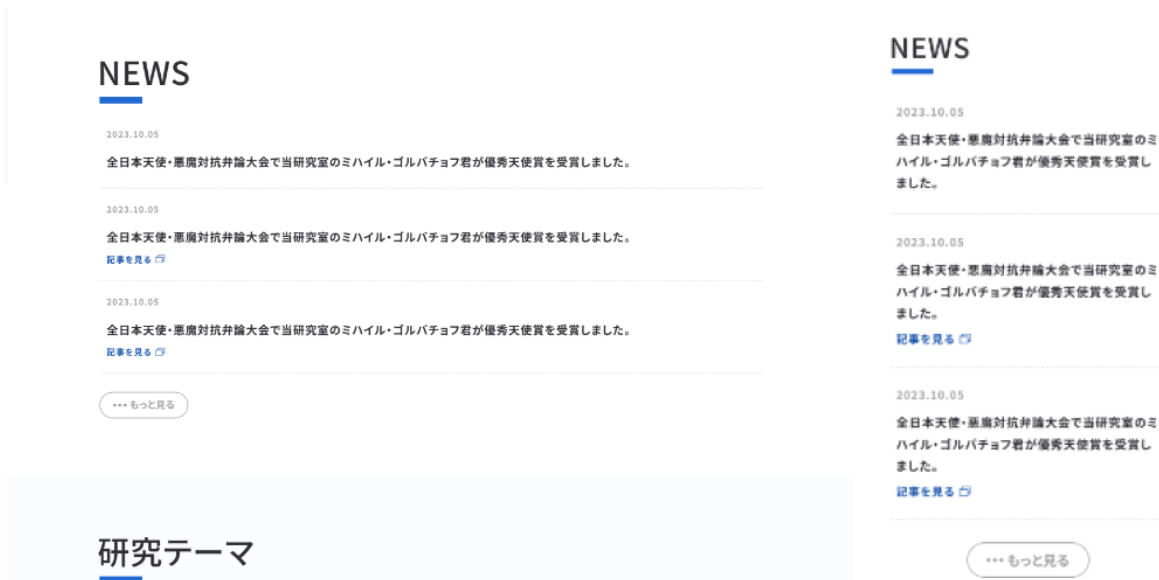 NEWS
2023.10.05
全日本天使・悪魔対抗弁論大会で当研究室のミハイル・ゴルバチョフ君が優秀天使賞を受賞しました。
2023.10.05
全日本天使・悪魔対抗弁論大会で当研究室のミハイル・ゴルバチョフ君が優秀天使賞を受賞しました。
記事を見る
2023.10.05
全日本天使・悪魔対抗弁論大会で当研究室のミハイル・ゴルバチョフ君が優秀天使賞を受賞しました。
記事を見る
••• もっと見る
研究テーマ
NEWS
2023.10.05
全日本天使・悪魔対抗弁論大会で当研究室のミ
ハイル・ゴルバチョフ君が優秀天使賞を受賞し
ました。
2023.10.05
全日本天使・悪魔対抗弁論大会で当研究室のミ
ハイル・ゴルバチョフ君が優秀天使賞を受賞し
ました。
記事を見る
2023.10.05
全日本天使・悪魔対抗弁論大会で当研究室のミ
ハイル・ゴルバチョフ君が優秀天使賞を受賞し
ました。
記事を見る
••• もっと見る